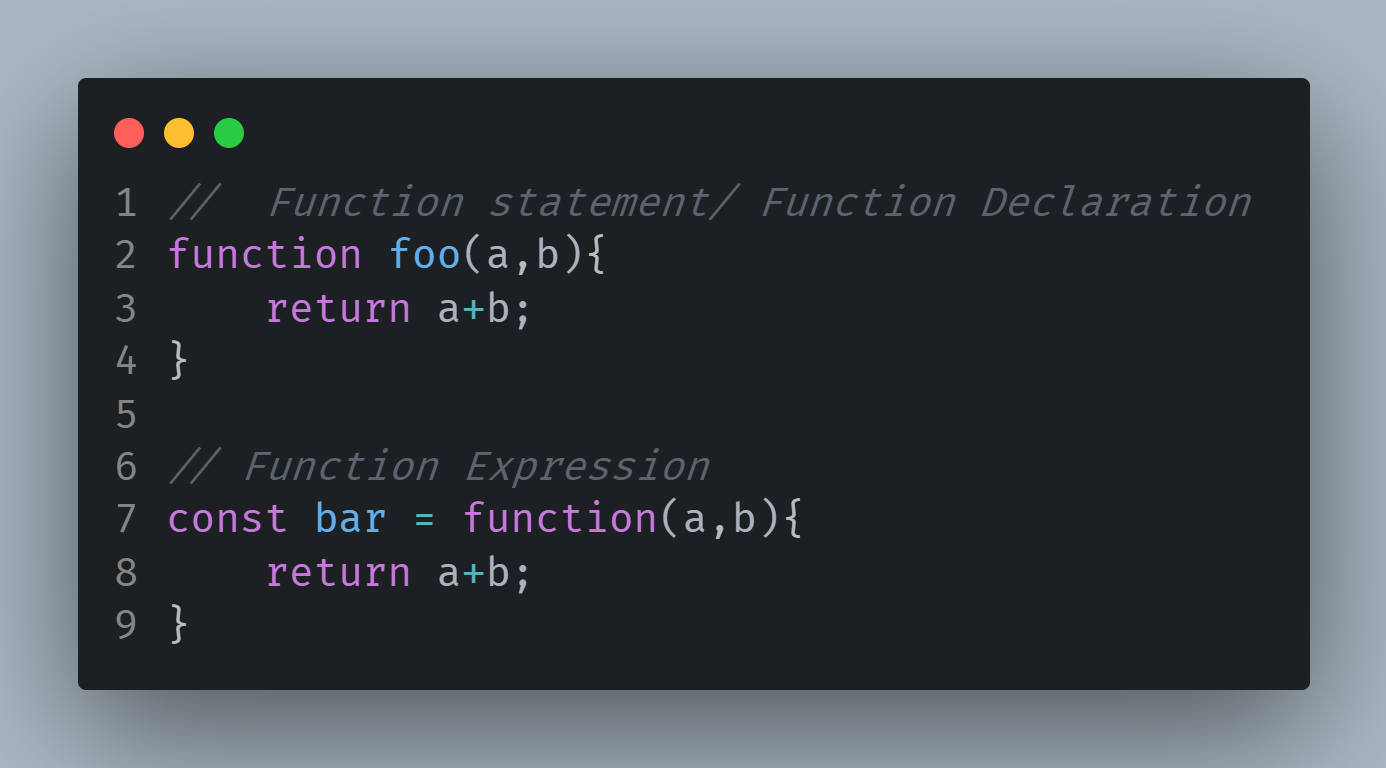 1 //  Function statement/ Function Declaration
2 function foo(a,b){
3     return a+b;
4 }
5
6 // Function Expression
7 const bar = function(a,b){
8     return a+b;
9 }